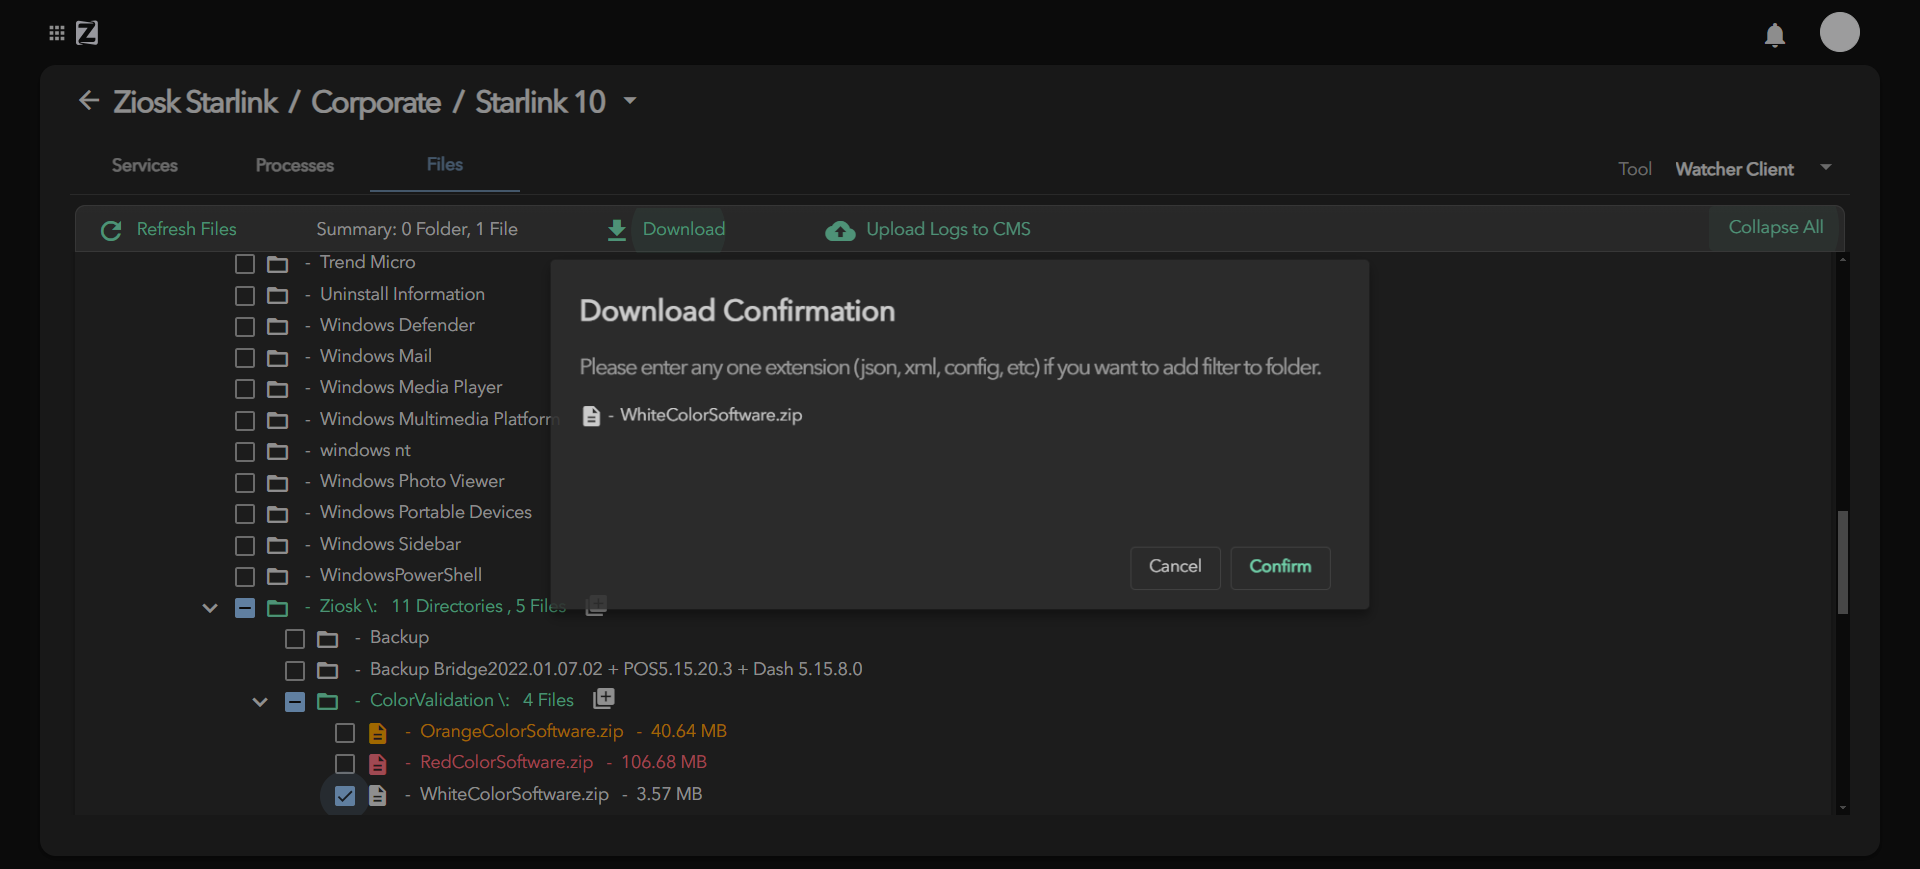 Z
Ziosk Starlink / Corporate / Starlink 10
Services Processes Files Tool Watcher Client
Refresh Files Summary: 0 Folder, 1 File Download Upload Logs to CMS Collapse All
- Trend Micro
- Uninstall Information
- Windows Defender
- Windows Mail
- Windows Media Player
- Windows Multimedia Platform
- windows nt
- Windows Photo Viewer
- Windows Portable Devices
- Windows Sidebar
- WindowsPowerShell
- Ziosk \: 11 Directories , 5 Files
- Backup
- Backup Bridge2022.01.07.02 + POS5.15.20.3 + Dash 5.15.8.0
- ColorValidation \: 4 Files
- OrangeColorSoftware.zip - 40.64 MB
- RedColorSoftware.zip - 106.68 MB
- WhiteColorSoftware.zip - 3.57 MB
Download Confirmation
Please enter any one extension (json, xml, config, etc) if you want to add filter to folder.
- WhiteColorSoftware.zip
Cancel Confirm